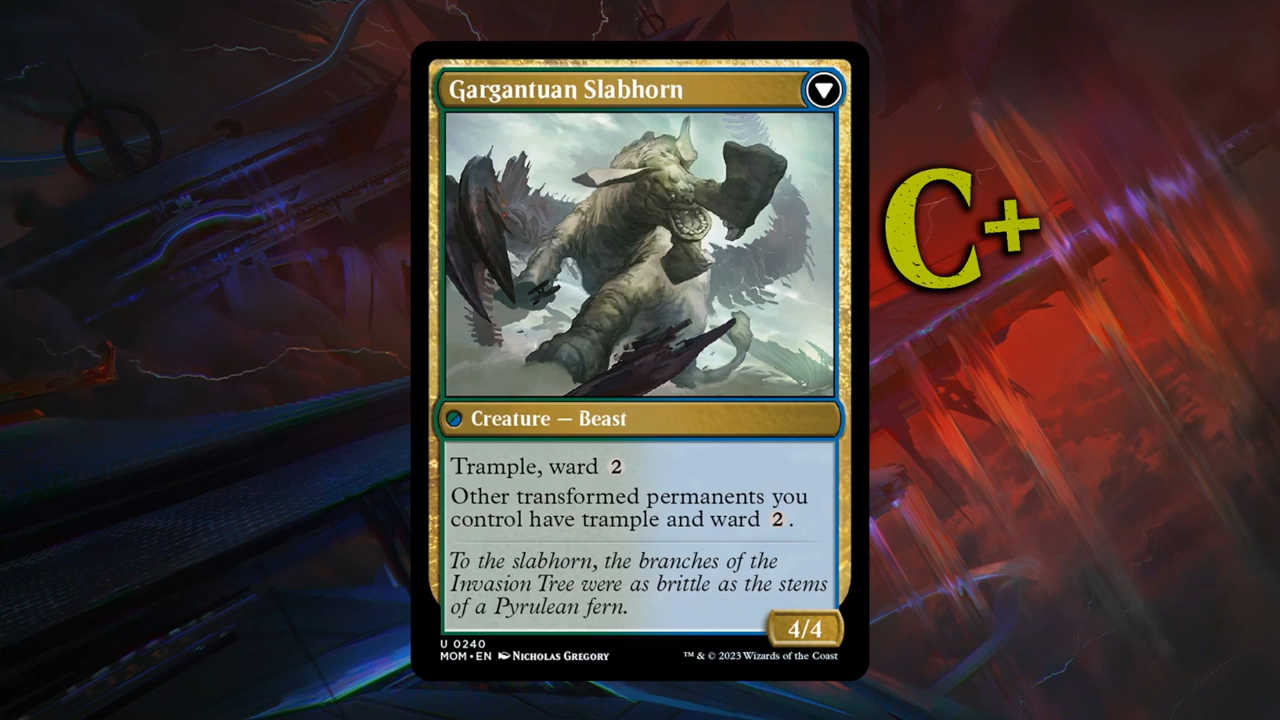 Gargantuan Slabhorn
C+
Creature — Beast
Trample, ward 2
Other transformed permanents you
control have trample and ward 2.
To the slabhorn, the branches of the
Invasion Tree were as brittle as the stems
of a Pyrulean fern.
4/4
U 0240
MOM • EN Nicholas Gregory
™ & © 2023 Wizards of the Coast